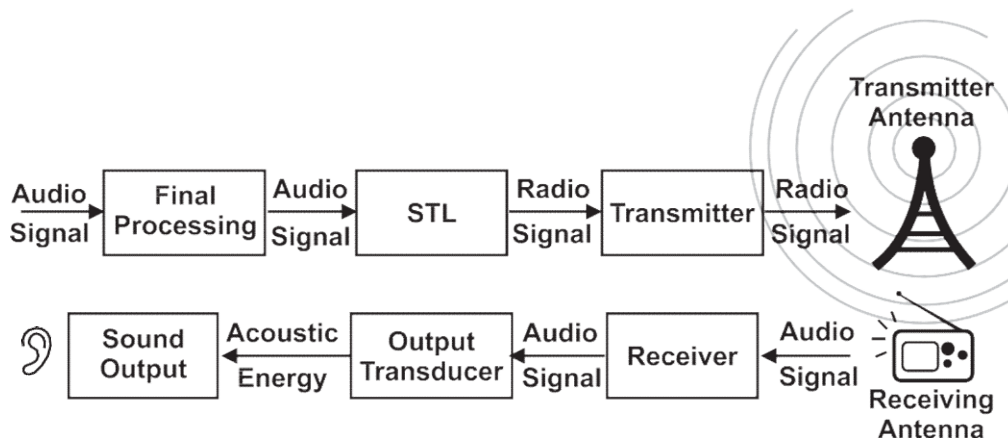 Transmitter
Antenna
Audio
Signal
Final
Processing
Audio
Signal
STL
Radio
Signal
Transmitter
Radio
Signal
Sound
Output
Acoustic
Energy
Output
Transducer
Audio
Signal
Receiver
Audio
Signal
Receiving
Antenna